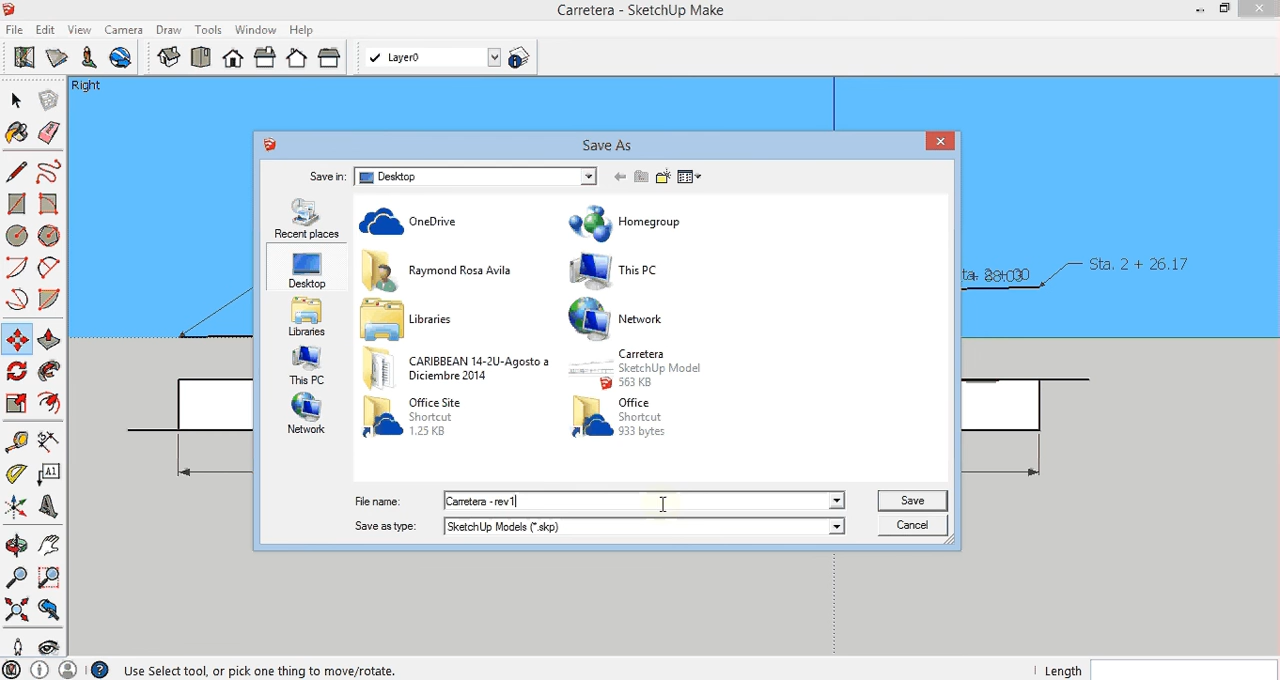 Carretera - SketchUp Make
File Edit View Camera Draw Tools Window Help
Layer0
Right
Save As
Save in: Desktop
Recent places
Desktop
Libraries
This PC
Network
OneDrive
Homegroup
Raymond Rosa Avila
This PC
Libraries
Network
CARIBBEAN 14-2U-Agosto a
Diciembre 2014
Carretera
SketchUp Model
563 KB
Office Site
Shortcut
1.25 KB
Office
Shortcut
933 bytes
File name: Carretera - rev1
Save as type: SketchUp Models (*.skp)
Save
Cancel
Sta. 2 + 26.17
A1
Use Select tool, or pick one thing to move/rotate.
Length